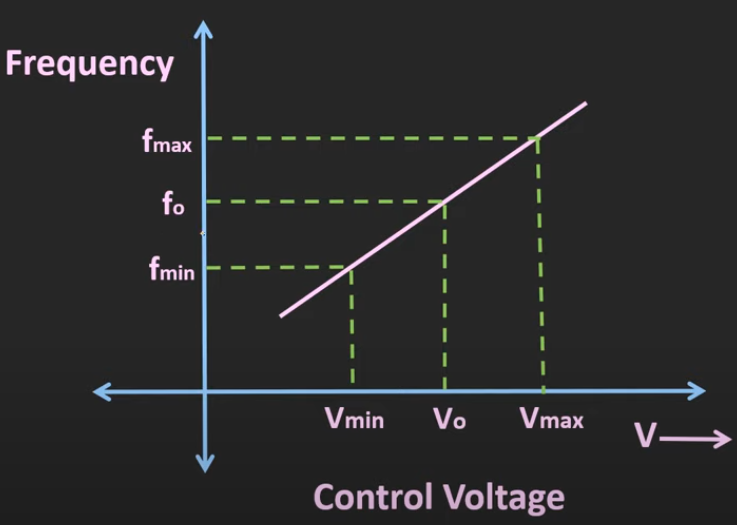 Frequency
fmax
fo
fmin
Vmin Vo Vmax
V
Control Voltage